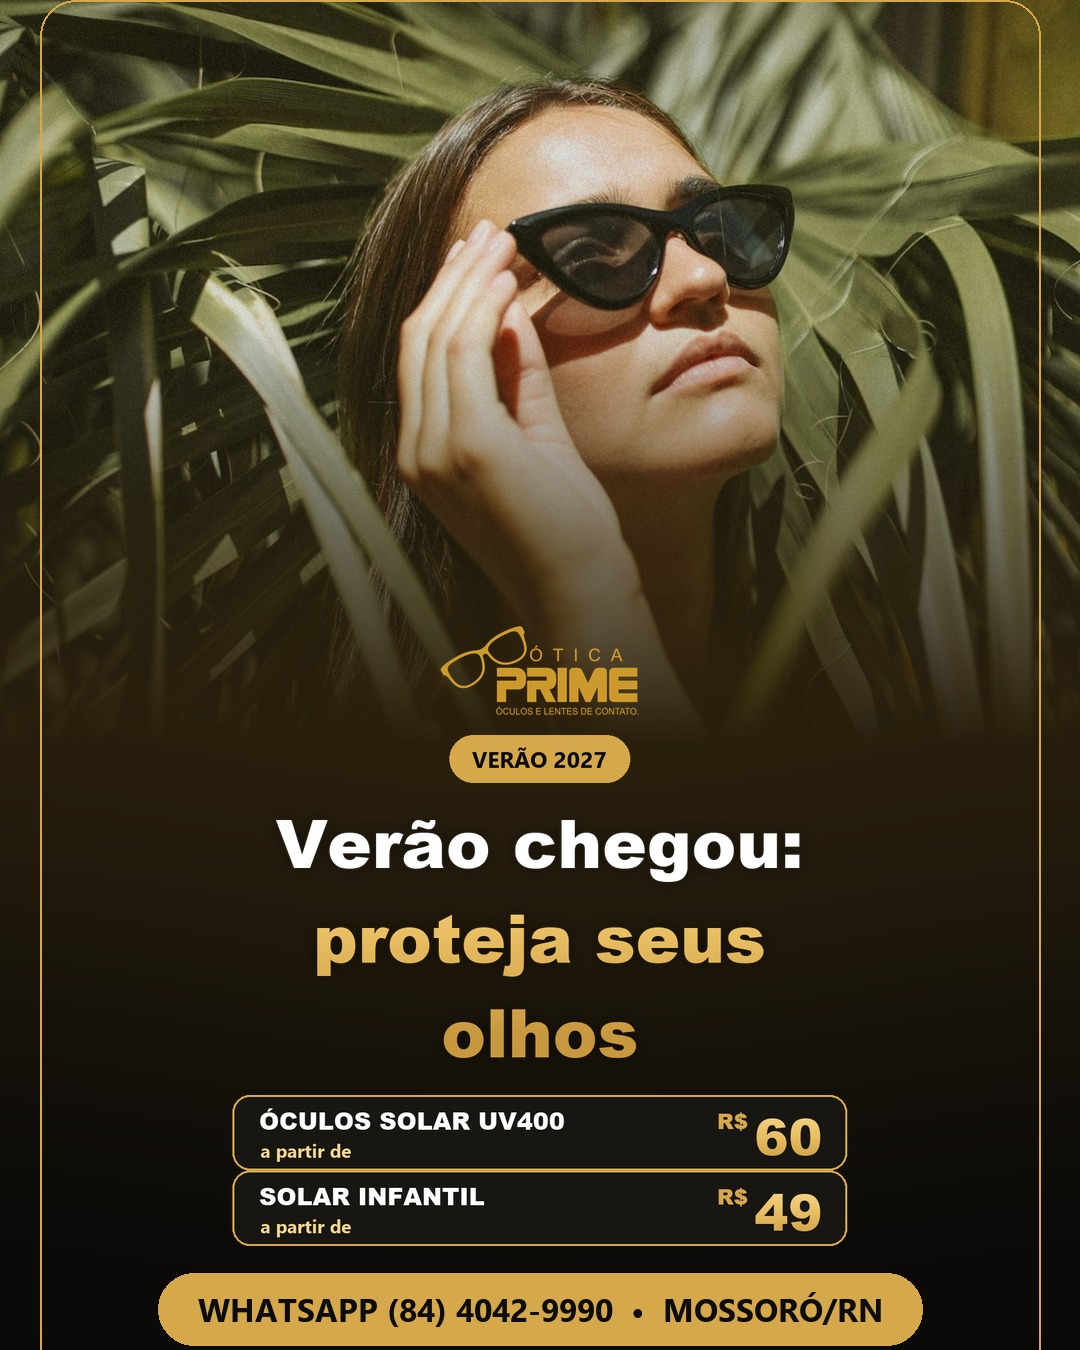 ÓTICA
PRIME
ÓCULOS E LENTES DE CONTATO.
VERÃO 2027
Verão chegou:
proteja seus
olhos
ÓCULOS SOLAR UV400
a partir de
R$ 60
SOLAR INFANTIL
a partir de
R$ 49
WHATSAPP (84) 4042-9990 • MOSSORÓ/RN